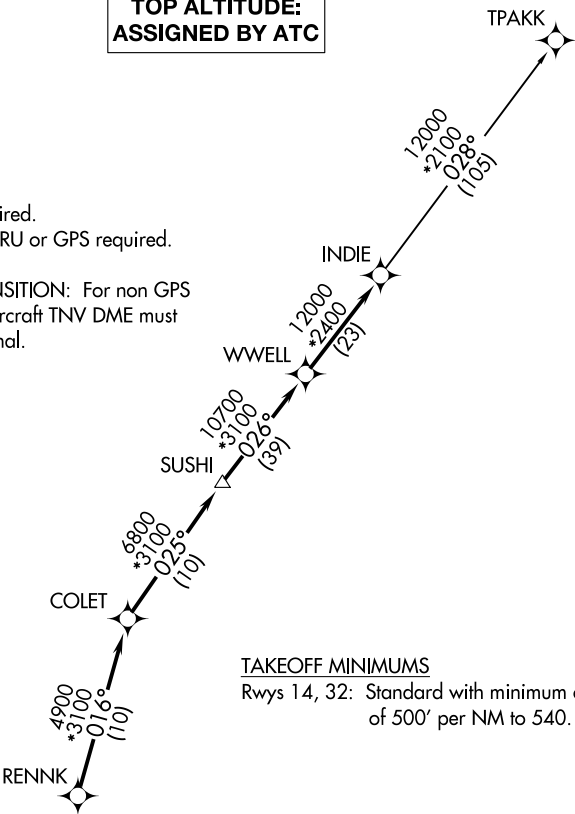 TOP ALTITUDE:
ASSIGNED BY ATC
TPAKK
12000
*2100
028°
(105)
ired.
RU or GPS required.
INDIE
NSITION: For non GPS
rcraft TNV DME must
nal.
12000
*2400
(23)
WWELL
10700
*3100
026°
(39)
SUSHI
6800
*3100
025°
(10)
COLET
TAKEOFF MINIMUMS
Rwys 14, 32: Standard with minimum c
of 500' per NM to 540.
4900
*3100
016°
(10)
RENNK